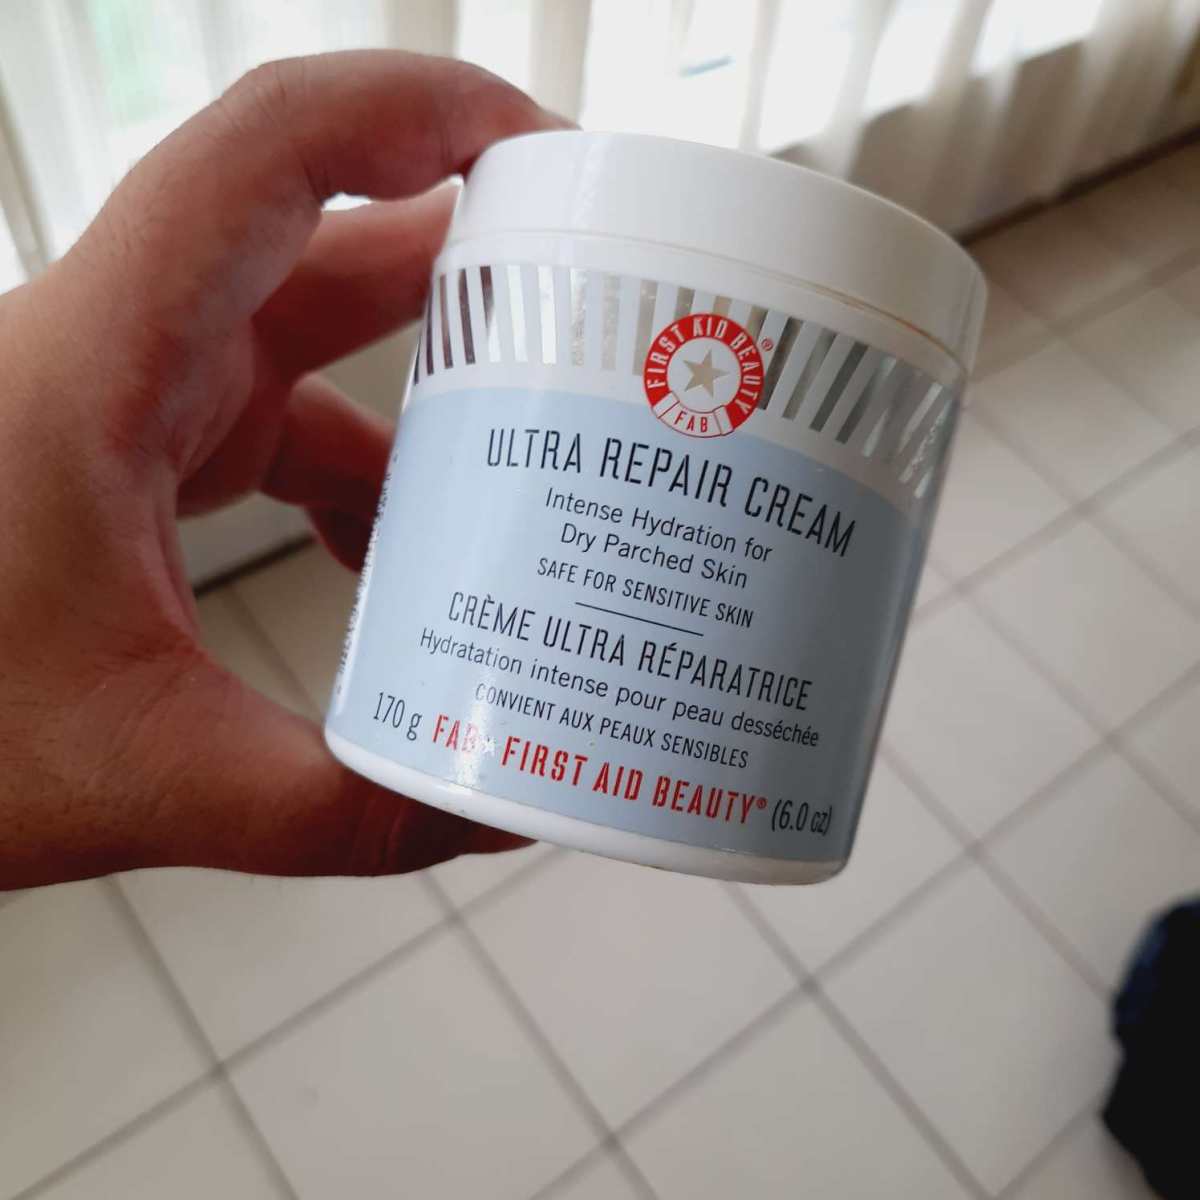 FIRST AID BEAUTY®
FAB
ULTRA REPAIR CREAM
Intense Hydration for
Dry Parched Skin
SAFE FOR SENSITIVE SKIN
CRÈME ULTRA RÉPARATRICE
Hydratation intense pour peau desséchée
CONVIENT AUX PEAUX SENSIBLES
170 g FAB FIRST AID BEAUTY® (6.0 oz)